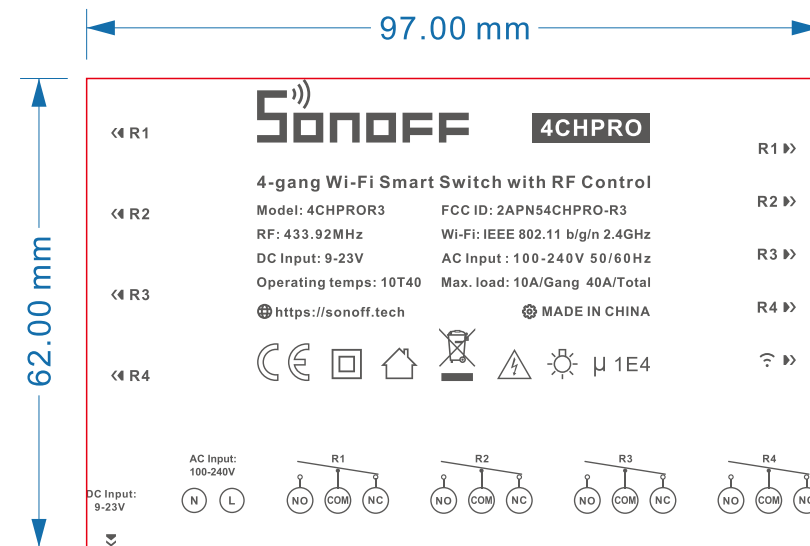 97.00 mm
62.00 mm
SONOFF
4CHPRO
4-gang Wi-Fi Smart Switch with RF Control
Model: 4CHPROR3 FCC ID: 2APN54CHPRO-R3
RF: 433.92MHz Wi-Fi: IEEE 802.11 b/g/n 2.4GHz
DC Input: 9-23V AC Input : 100-240V 50/60Hz
Operating temps: 10T40 Max. load: 10A/Gang 40A/Total
https://sonoff.tech MADE IN CHINA
CE µ 1E4
R1
R2
R3
R4
R1
R2
R3
R4
AC Input:
100-240V
N L
DC Input:
9-23V
R1
NO COM NC
R2
NO COM NC
R3
NO COM NC
R4
NO COM